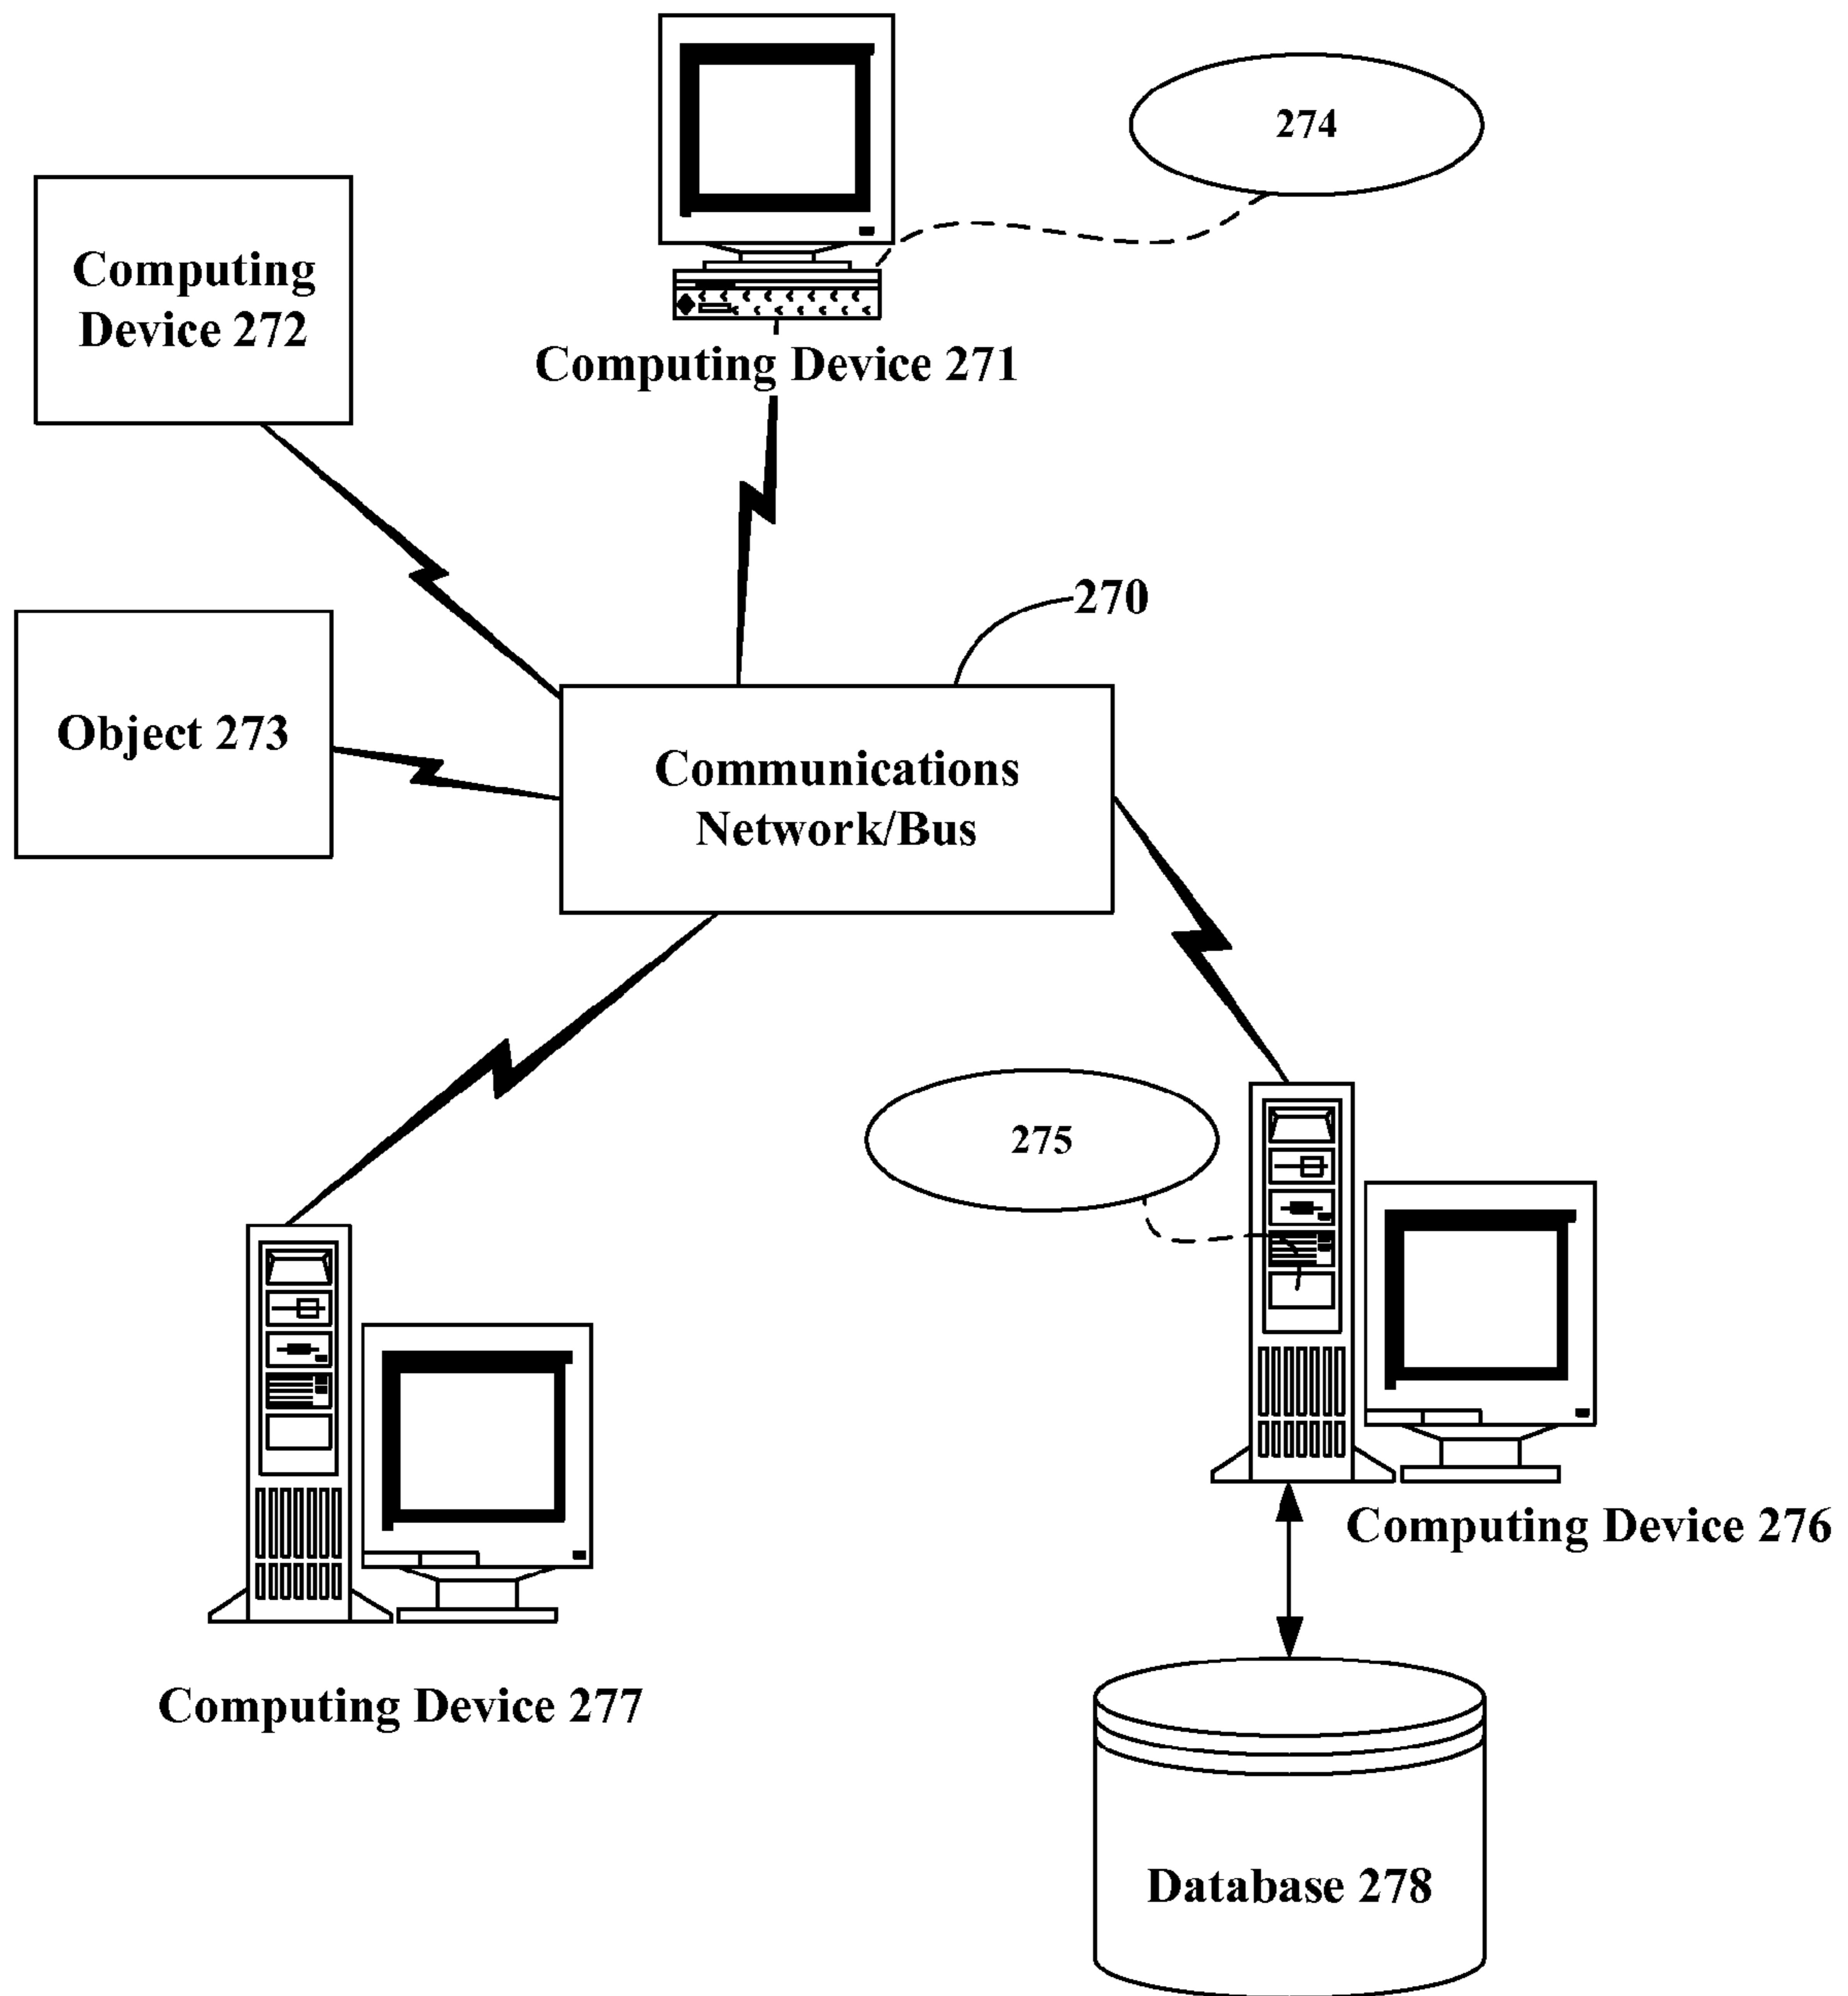 274
Computing
Device 272
Computing Device 271
270
Object 273
Communications
Network/Bus
275
Computing Device 276
Computing Device 277
Database 278